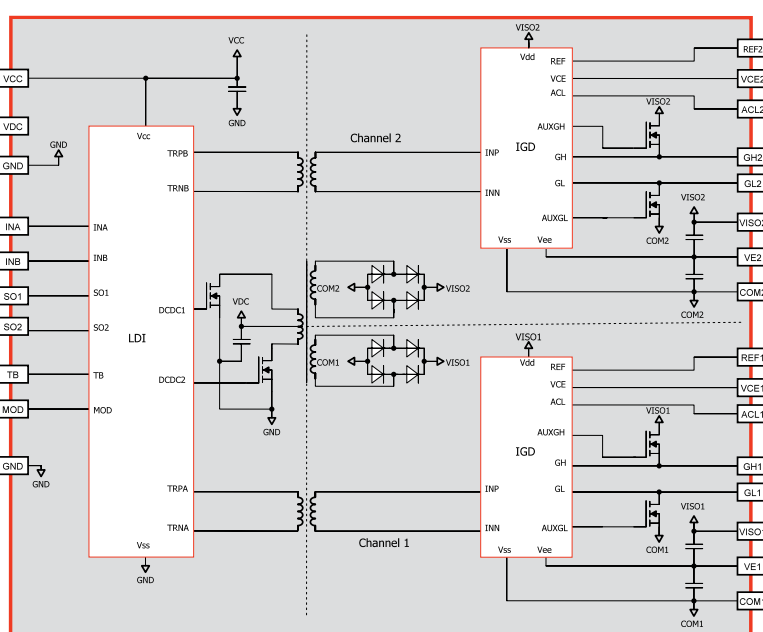 VISO2
VCC
Vdd
REF
REF2
VCC
VCE
VCE2
ACL
VISO2
ACL2
GND
VDC
Vcc
AUXGH
GND
Channel 2
IGD
TRPB
INP
GH
GH2
GND
GL
GL2
TRNB
INN
VISO2
AUXGL
VISO2
INA
INA
COM2
Vss
Vee
INB
INB
VE2
SO1
SO1
COM2
VISO2
COM2
DCDC1
VDC
COM2
SO2
SO2
LDI
VISO1
COM1
VISO1
Vdd
REF1
REF
TB
TB
DCDC2
VCE
VCE1
MOD
MOD
ACL
VISO1
ACL1
GND
AUXGH
IGD
GND
GH
GH1
GND
TRPA
INP
GL
GL1
VISO1
TRNA
INN
AUXGL
VISO1
Vss
Channel 1
Vss
Vee
COM1
VE1
GND
COM1
COM1